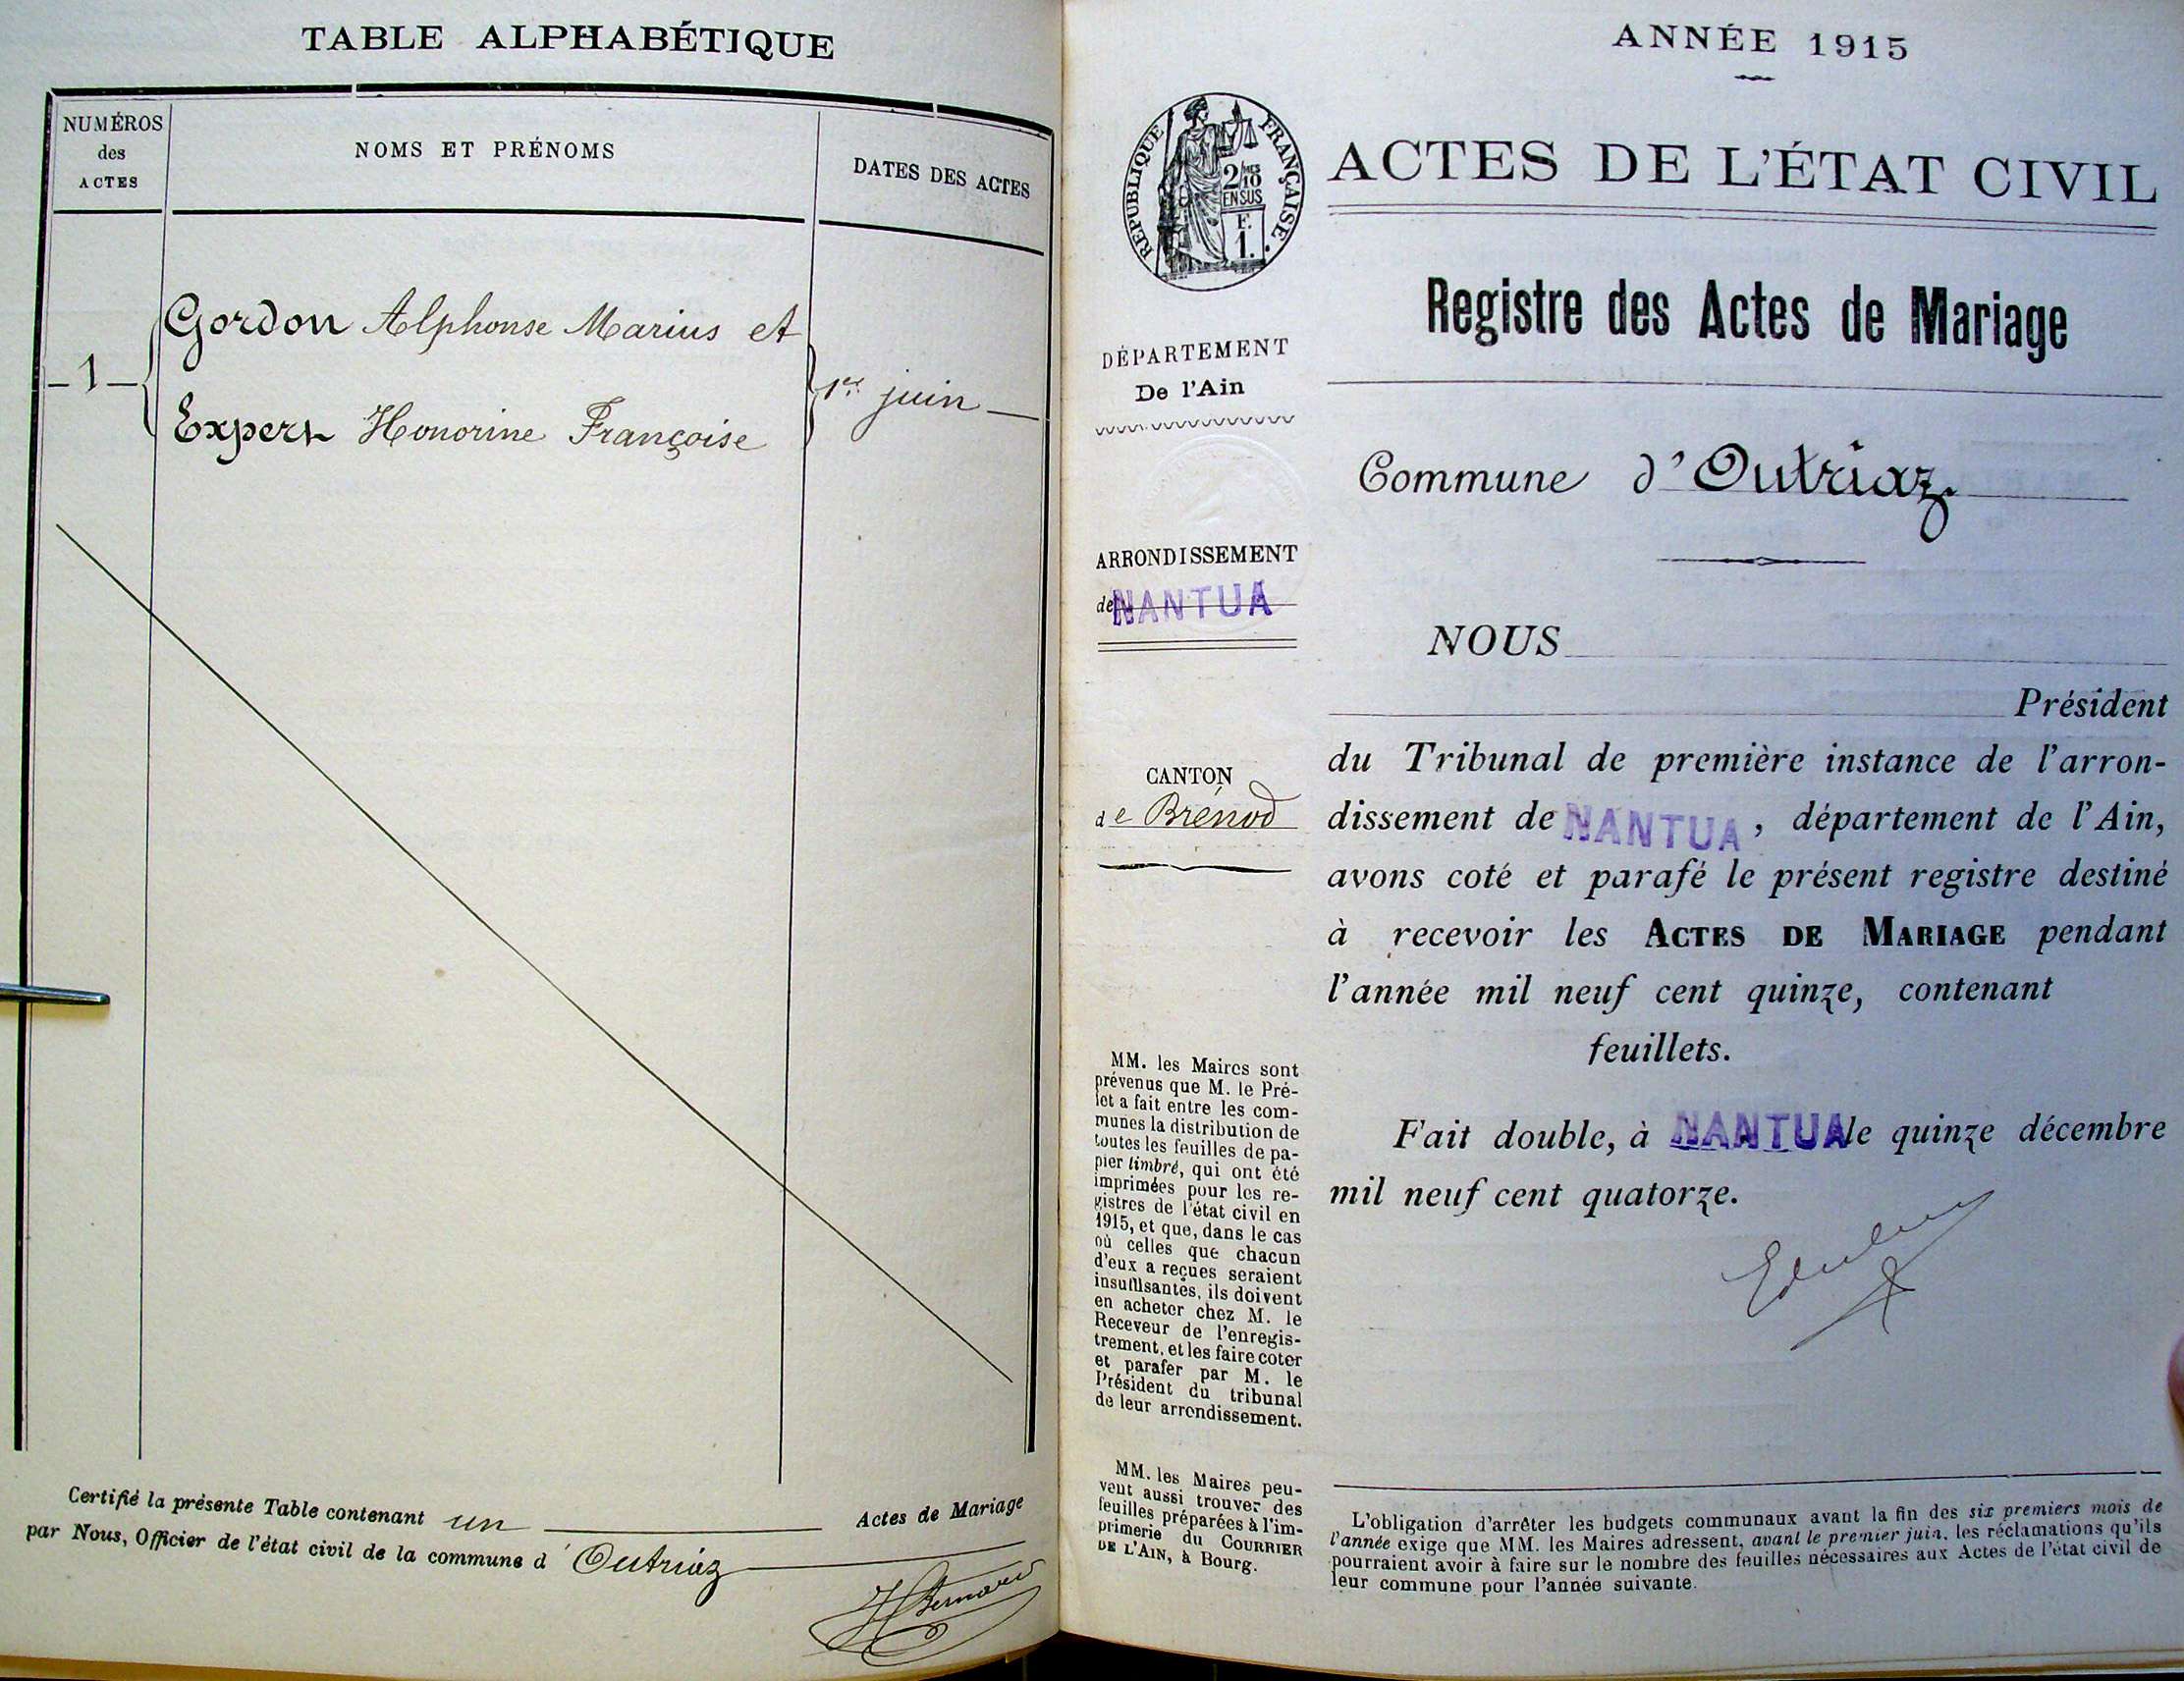 TABLE ALPHABÉTIQUE
NUMÉROS
des
ACTES
NOMS ET PRÉNOMS
DATES DES ACTES
Gordon Alphonse Marius et
1
1er juin
Expert Honorine Françoise
Certifié la présente Table contenant un Actes de Mariage
par Nous, Officier de l'état civil de la commune d'Outriaz
HBernard
ANNÉE 1915
RÉPUBLIQUE FRANÇAISE.
2/10 MES
EN SUS
F.
1.
ACTES DE L'ÉTAT CIVIL
Registre des Actes de Mariage
DÉPARTEMENT
De l'Ain
Commune d'Outriaz
ARRONDISSEMENT
de NANTUA
NOUS
Président
du Tribunal de première instance de l'arron-
CANTON
de Brénod
dissement de NANTUA, département de l'Ain,
avons coté et parafé le présent registre destiné
à recevoir les ACTES DE MARIAGE pendant
l'année mil neuf cent quinze, contenant
feuillets.
Fait double, à NANTUA le quinze décembre
mil neuf cent quatorze.
MM. les Maires sont
prévenus que M. le Pré-
fet a fait entre les com-
munes la distribution de
toutes les feuilles de pa-
pier timbré, qui ont été
imprimées pour les re-
gistres de l'état civil en
1915, et que, dans le cas
où celles que chacun
d'eux a reçues seraient
insuffisantes, ils doivent
en acheter chez M. le
Receveur de l'enregis-
trement, et les faire coter
et parafer par M. le
Président du tribunal
de leur arrondissement.
MM. les Maires peu-
vent aussi trouver des
feuilles préparées à l'im-
primerie du COURRIER
DE L'AIN, à Bourg.
L'obligation d'arrêter les budgets communaux avant la fin des six premiers mois de
l'année exige que MM. les Maires adressent, avant le premier juin, les réclamations qu'ils
pourraient avoir à faire sur le nombre des feuilles nécessaires aux Actes de l'état civil de
leur commune pour l'année suivante.